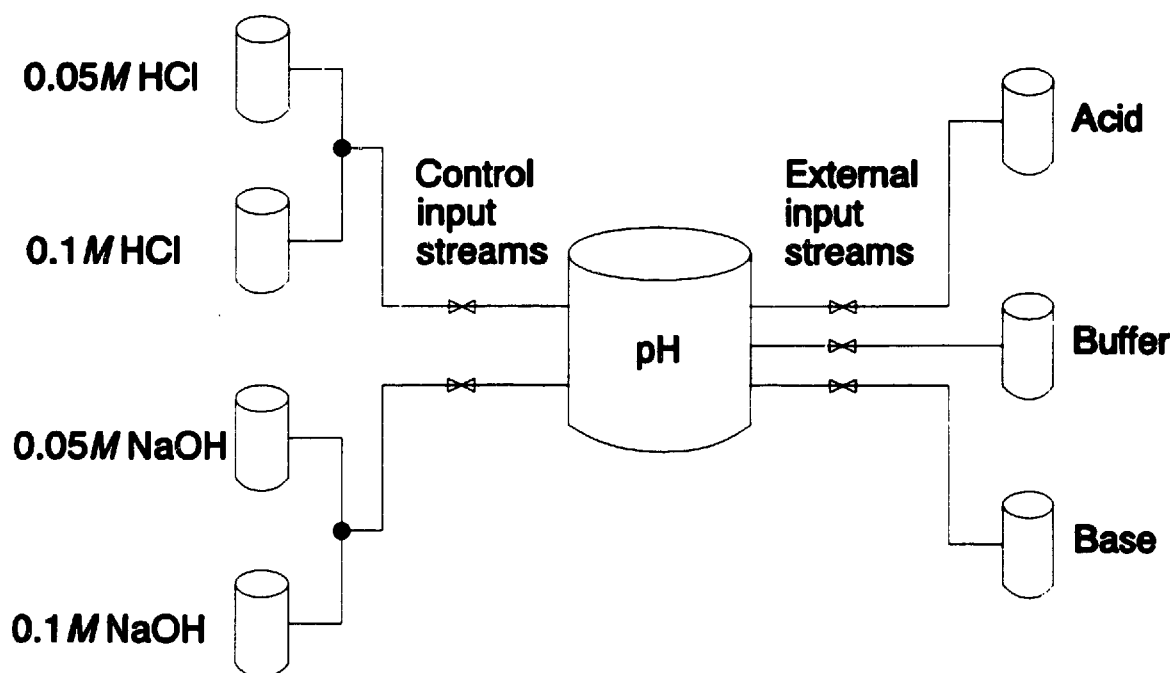 0.05M HCl
0.1M HCl
0.05M NaOH
0.1M NaOH
Control
input
streams
pH
External
input
streams
Acid
Buffer
Base